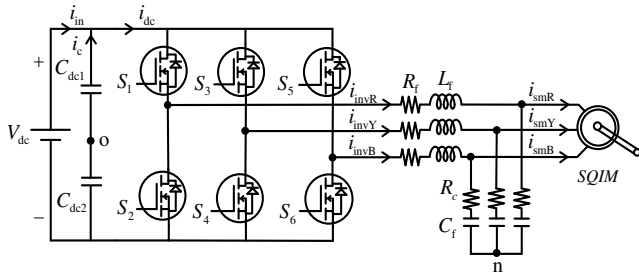 i_in i_dc
i_c
+ C_dc1 S_1 S_3 S_5
i_invR R_f L_f i_smR
V_dc o i_invY i_smY
i_invB i_smB
C_dc2 S_2 S_4 S_6 R_c SQIM
− C_f
n